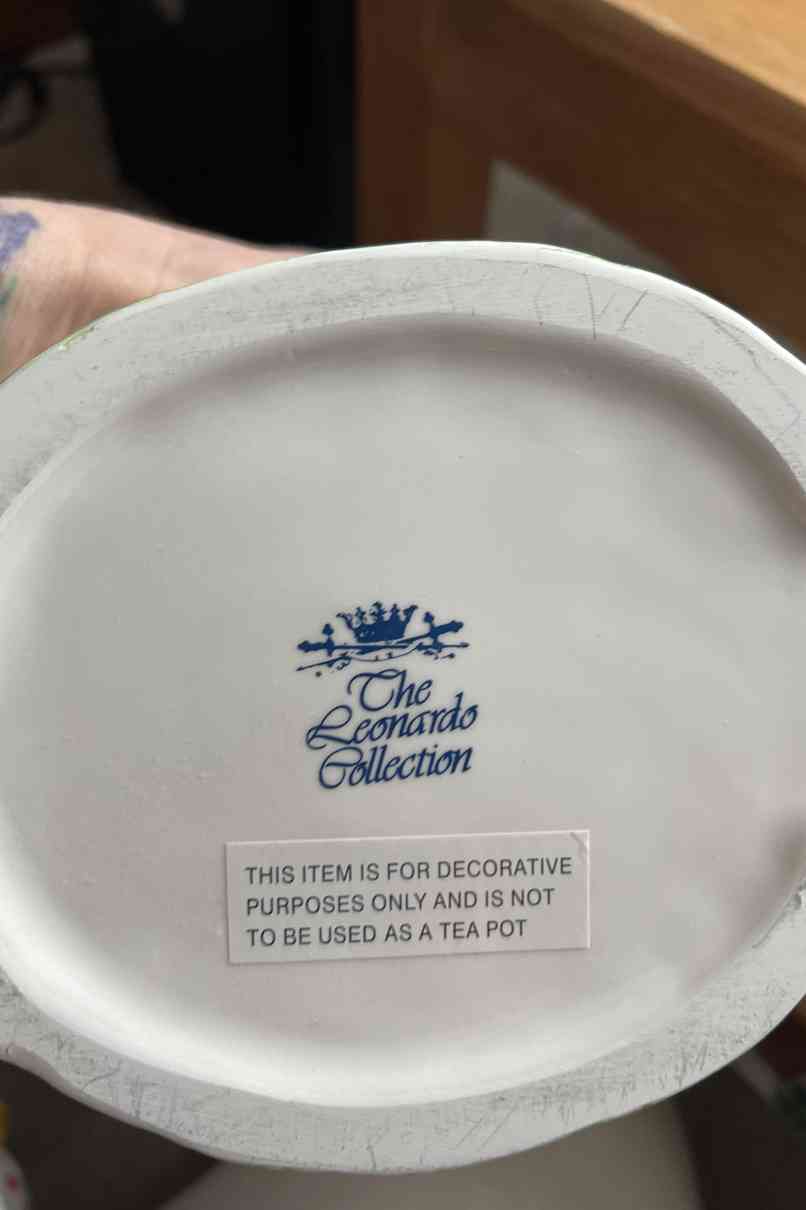 The
Leonardo
Collection
THIS ITEM IS FOR DECORATIVE
PURPOSES ONLY AND IS NOT
TO BE USED AS A TEA POT